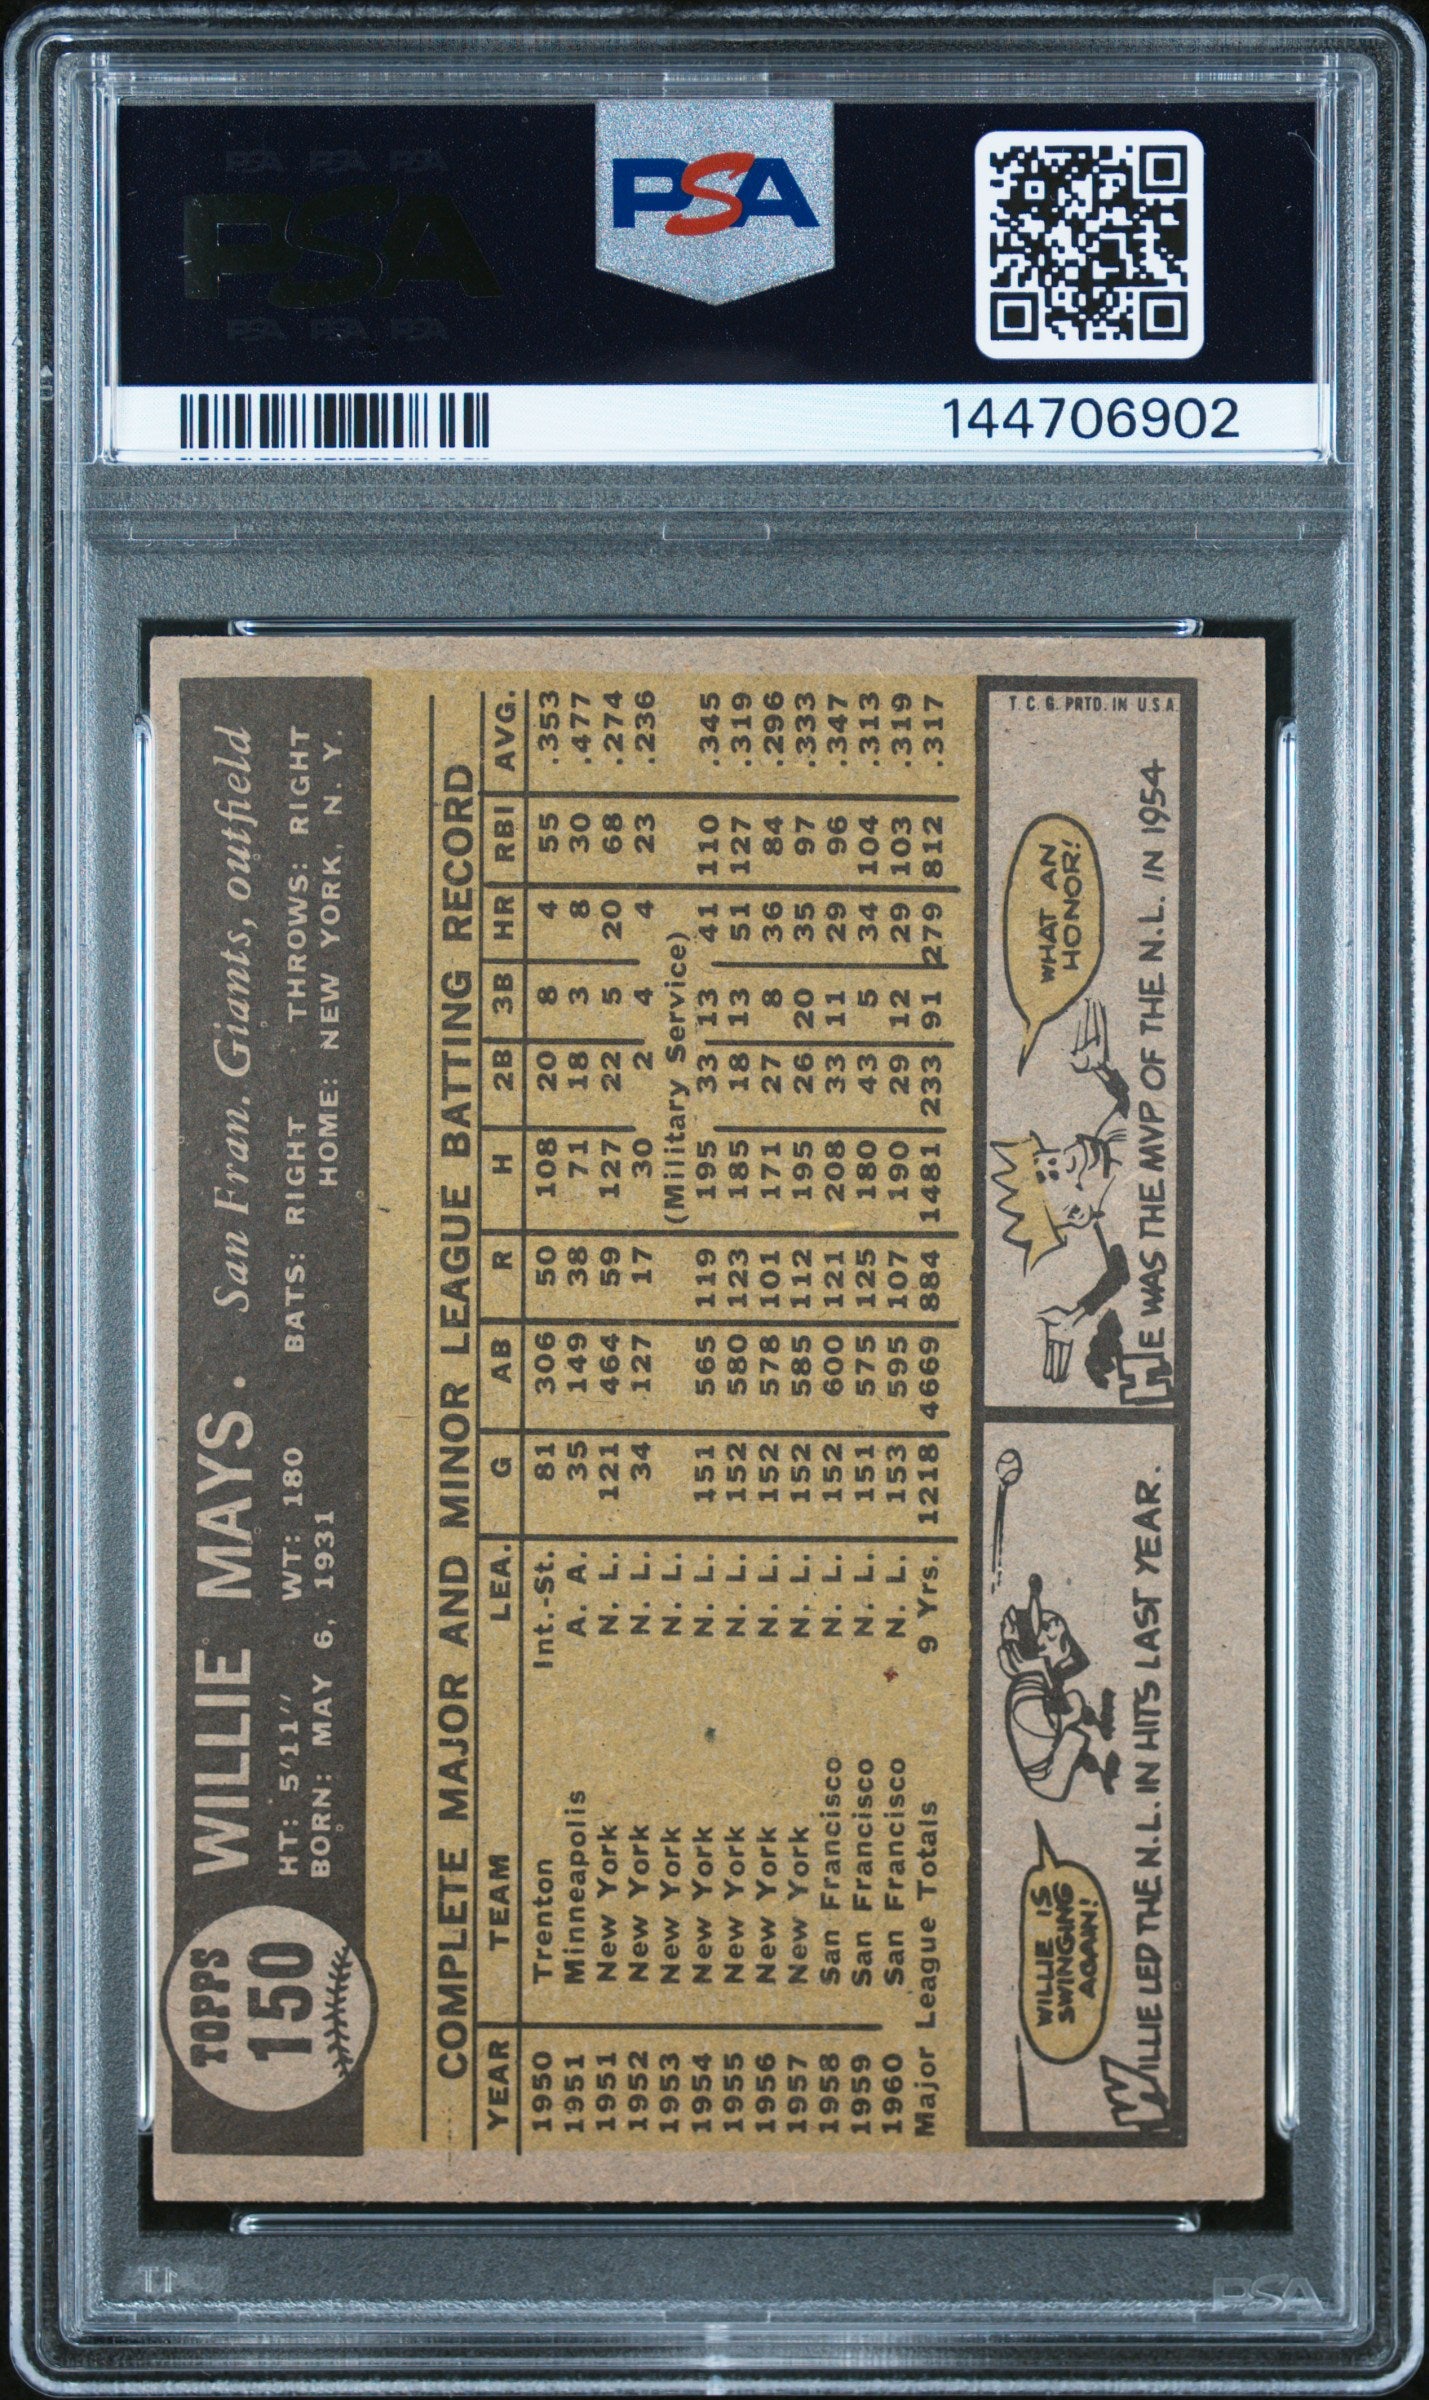 PSA PSA PSA
PSA
PSA PSA PSA
PSA
144706902
TOPPS
150
WILLIE MAYS • San Fran. Giants, outfield
HT: 5'11" WT: 180 BATS: RIGHT THROWS: RIGHT
BORN: MAY 6, 1931 HOME: NEW YORK, N. Y.
COMPLETE MAJOR AND MINOR LEAGUE BATTING RECORD
YEAR TEAM LEA. G AB R H 2B 3B HR RBI AVG.
1950 Trenton Int.-St. 81 306 50 108 20 8 4 55 .353
1951 Minneapolis A. A. 35 149 38 71 18 3 8 30 .477
1951 New York N. L. 121 464 59 127 22 5 20 68 .274
1952 New York N. L. 34 127 17 30 2 4 4 23 .236
1953 New York N. L. (Military Service)
1954 New York N. L. 151 565 119 195 33 13 41 110 .345
1955 New York N. L. 152 580 123 185 18 13 51 127 .319
1956 New York N. L. 152 578 101 171 27 8 36 84 .296
1957 New York N. L. 152 585 112 195 26 20 35 97 .333
1958 San Francisco N. L. 152 600 121 208 33 11 29 96 .347
1959 San Francisco N. L. 151 575 125 180 43 5 34 104 .313
1960 San Francisco N. L. 153 595 107 190 29 12 29 103 .319
Major League Totals 9 Yrs. 1218 4669 884 1481 233 91 279 812 .317
WILLIE IS
SWINGING
AGAIN!
WILLIE LED THE N.L. IN HITS LAST YEAR.
WHAT AN
HONOR!
HE WAS THE MVP OF THE N.L. IN 1954
T.C.G. PRTD. IN U.S.A.
PSA